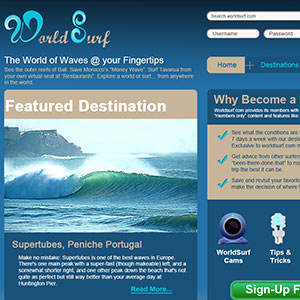 World Surf
Search worldsurf.com
Username
Password
The World of Waves @ your Fingertips
See the outer reefs of Bali. Save Morocco's "Money Wave". Surf Tavarua from
your own virtual seat at "Restaurants". Explore a world of surf... from anywhere
in the world.
Home
Destinations
Featured Destination
Supertubes, Peniche Portugal
Make no mistake: Supertubes is one of the best waves in Europe.
There's one main peak with a super-fast (though makeable) left, and a
somewhat shorter right, and one other peak down the beach that's not
quite as perfect but still way better than your average day at
Huntington Pier.
Read More...
Why Become a
Worldsurf.com provides its members with
"members only" content and features that
See what the conditions are
7 days a week with our
Exclusive to worldsurf.com
Get advice from other surfers
"been-there-done-that" to
trip the best it can be.
Save and revisit your favorite
make the decision of where
WorldSurf
Cams
Tips &
Tricks
Sign-Up F